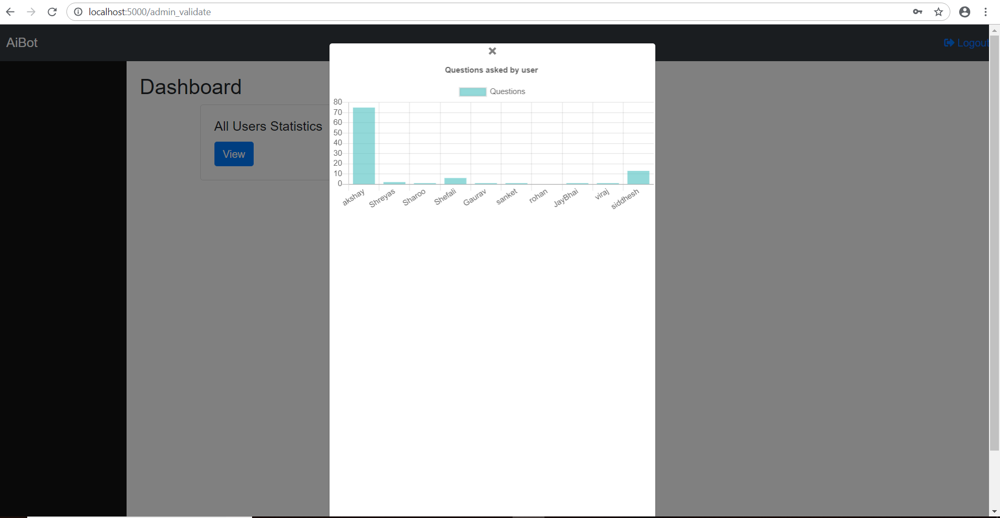 localhost:5000/admin_validate
AiBot
Logout
Dashboard
All Users Statistics
View
Questions asked by user
Questions
80
70
60
50
40
30
20
10
0
akshay
Shreyas
Sharoo
Shefali
Gaurav
sanket
rohan
JayBhai
viraj
siddhesh